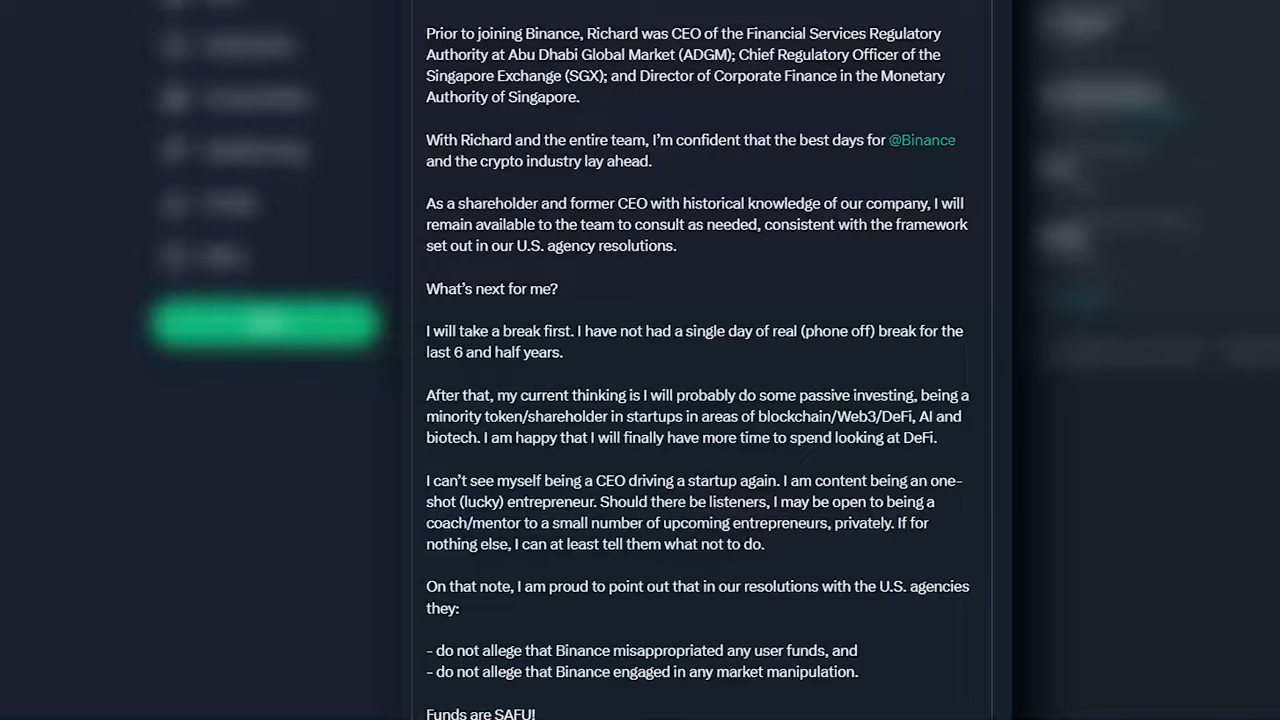 Prior to joining Binance, Richard was CEO of the Financial Services Regulatory
Authority at Abu Dhabi Global Market (ADGM); Chief Regulatory Officer of the
Singapore Exchange (SGX); and Director of Corporate Finance in the Monetary
Authority of Singapore.
With Richard and the entire team, I'm confident that the best days for @Binance
and the crypto industry lay ahead.
As a shareholder and former CEO with historical knowledge of our company, I will
remain available to the team to consult as needed, consistent with the framework
set out in our U.S. agency resolutions.
What's next for me?
I will take a break first. I have not had a single day of real (phone off) break for the
last 6 and half years.
After that, my current thinking is I will probably do some passive investing, being a
minority token/shareholder in startups in areas of blockchain/Web3/DeFi, AI and
biotech. I am happy that I will finally have more time to spend looking at DeFi.
I can't see myself being a CEO driving a startup again. I am content being an one-
shot (lucky) entrepreneur. Should there be listeners, I may be open to being a
coach/mentor to a small number of upcoming entrepreneurs, privately. If for
nothing else, I can at least tell them what not to do.
On that note, I am proud to point out that in our resolutions with the U.S. agencies
they:
- do not allege that Binance misappropriated any user funds, and
- do not allege that Binance engaged in any market manipulation.
Funds are SAFU!